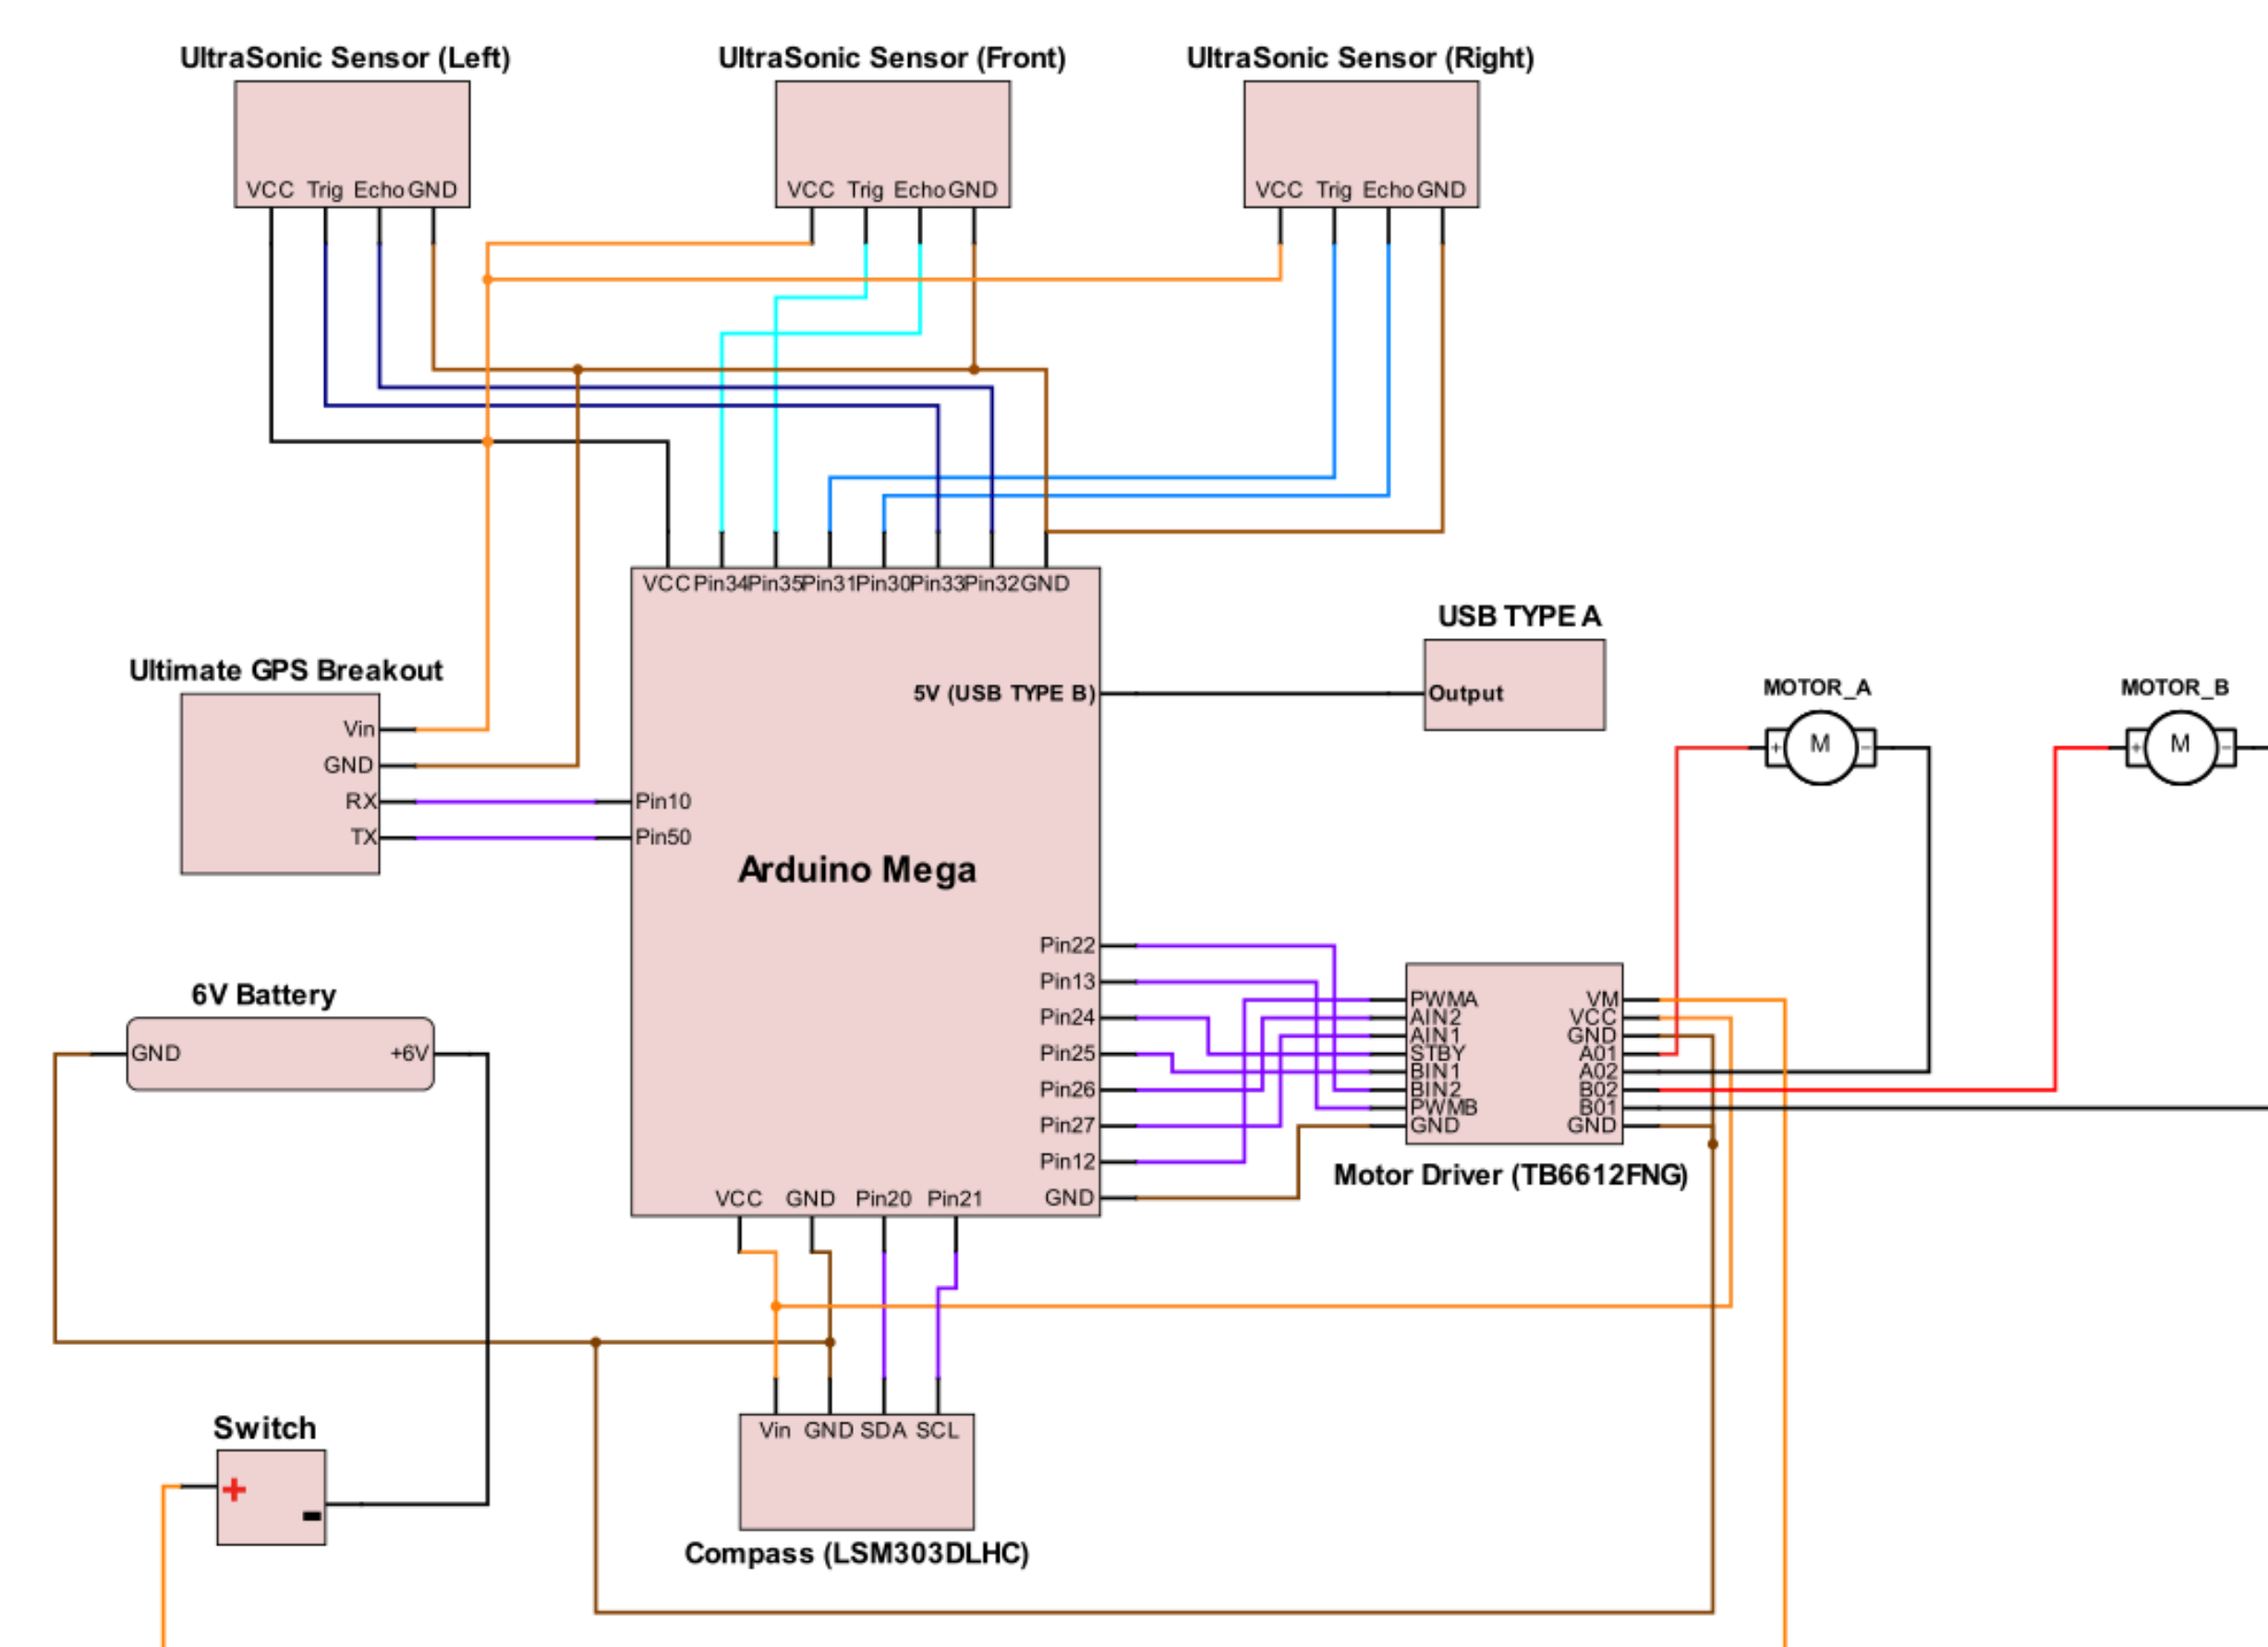 UltraSonic Sensor (Left)
UltraSonic Sensor (Front)
UltraSonic Sensor (Right)
VCC Trig Echo GND
VCC Trig Echo GND
VCC Trig Echo GND
VCC Pin34 Pin35 Pin31 Pin30 Pin33 Pin32 GND
USB TYPE A
Output
5V (USB TYPE B)
Ultimate GPS Breakout
Vin
GND
RX
TX
Pin10
Pin50
Arduino Mega
MOTOR_A
+ M -
MOTOR_B
+ M -
Pin22
Pin13
Pin24
Pin25
Pin26
Pin27
Pin12
GND
PWMA
AIN2
AIN1
STBY
BIN1
BIN2
PWMB
GND
VM
VCC
GND
A01
A02
B02
B01
GND
Motor Driver (TB6612FNG)
6V Battery
GND +6V
VCC GND Pin20 Pin21
Switch
+ -
Vin GND SDA SCL
Compass (LSM303DLHC)